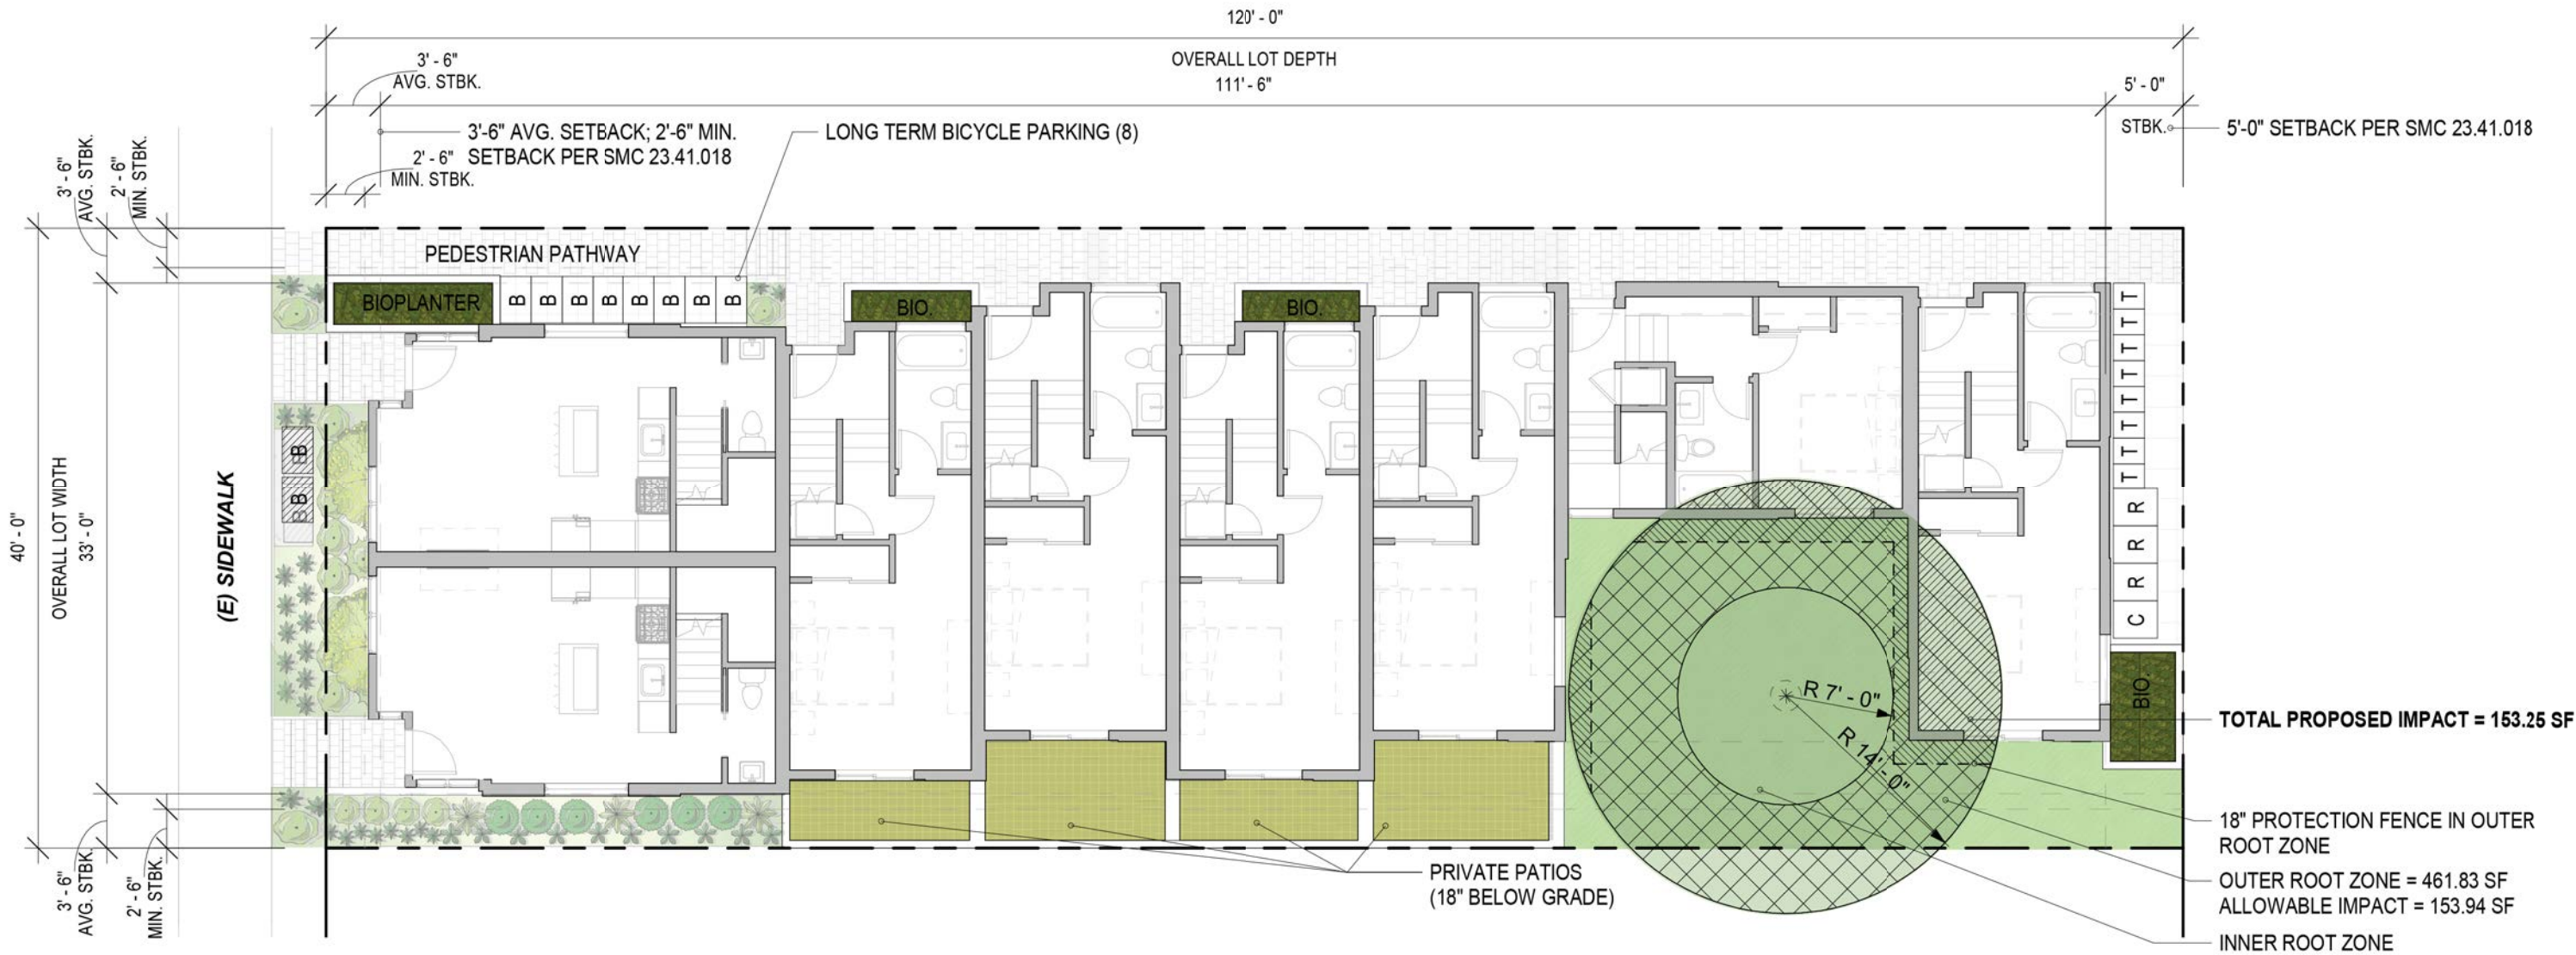 120' - 0"
OVERALL LOT DEPTH
111' - 6"
3' - 6"
AVG. STBK.
5' - 0"
STBK.
5'-0" SETBACK PER SMC 23.41.018
3'-6" AVG. SETBACK; 2'-6" MIN.
SETBACK PER SMC 23.41.018
2' - 6"
MIN. STBK.
LONG TERM BICYCLE PARKING (8)
3' - 6"
AVG. STBK.
2' - 6"
MIN. STBK.
PEDESTRIAN PATHWAY
BIOPLANTER
B B B B B B B B
BIO.
BIO.
T
T
T
T
T
T
T
T
R
R
R
C
BIO.
40' - 0"
OVERALL LOT WIDTH
33' - 0"
(E) SIDEWALK
BB
BB
R 7' - 0"
R 14' - 0"
TOTAL PROPOSED IMPACT = 153.25 SF
18" PROTECTION FENCE IN OUTER
ROOT ZONE
OUTER ROOT ZONE = 461.83 SF
ALLOWABLE IMPACT = 153.94 SF
INNER ROOT ZONE
PRIVATE PATIOS
(18" BELOW GRADE)
3' - 6"
AVG. STBK.
2' - 6"
MIN. STBK.